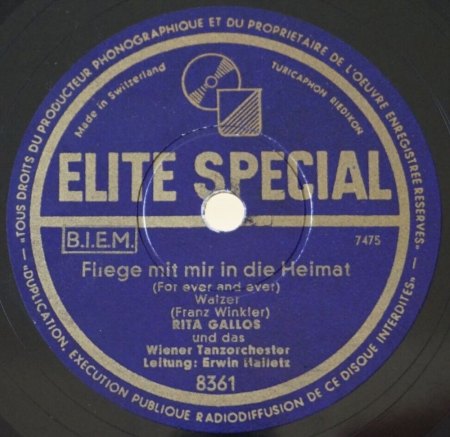 "TOUS DROITS DU PRODUCTEUR PHONOGRAPHIQUE ET DU PROPRIETAIRE DE L'OEUVRE ENREGISTREE RESERVES"
Made in Switzerland
TURICAPHON RIEDIKON
ELITE SPECIAL
B.I.E.M.
7475
Fliege mit mir in die Heimat
(For ever and ever)
Walzer
(Franz Winkler)
RITA GALLOS
und das
Wiener Tanzorchester
Leitung: Erwin Halletz
8361
"DUPLICATION, EXECUTION PUBLIQUE RADIODIFFUSION DE CE DISQUE INTERDITES."